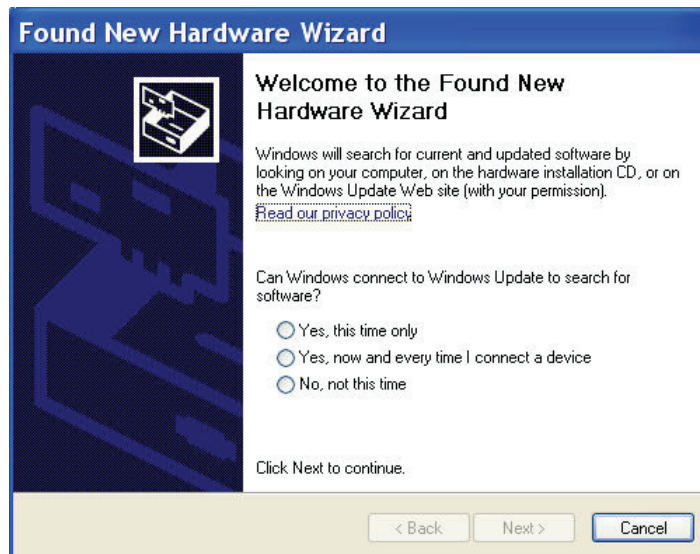 Found New Hardware Wizard
Welcome to the Found New
Hardware Wizard
Windows will search for current and updated software by
looking on your computer, on the hardware installation CD, or on
the Windows Update Web site (with your permission).
Read our privacy policy
Can Windows connect to Windows Update to search for
software?
Yes, this time only
Yes, now and every time I connect a device
No, not this time
Click Next to continue.
< Back Next > Cancel